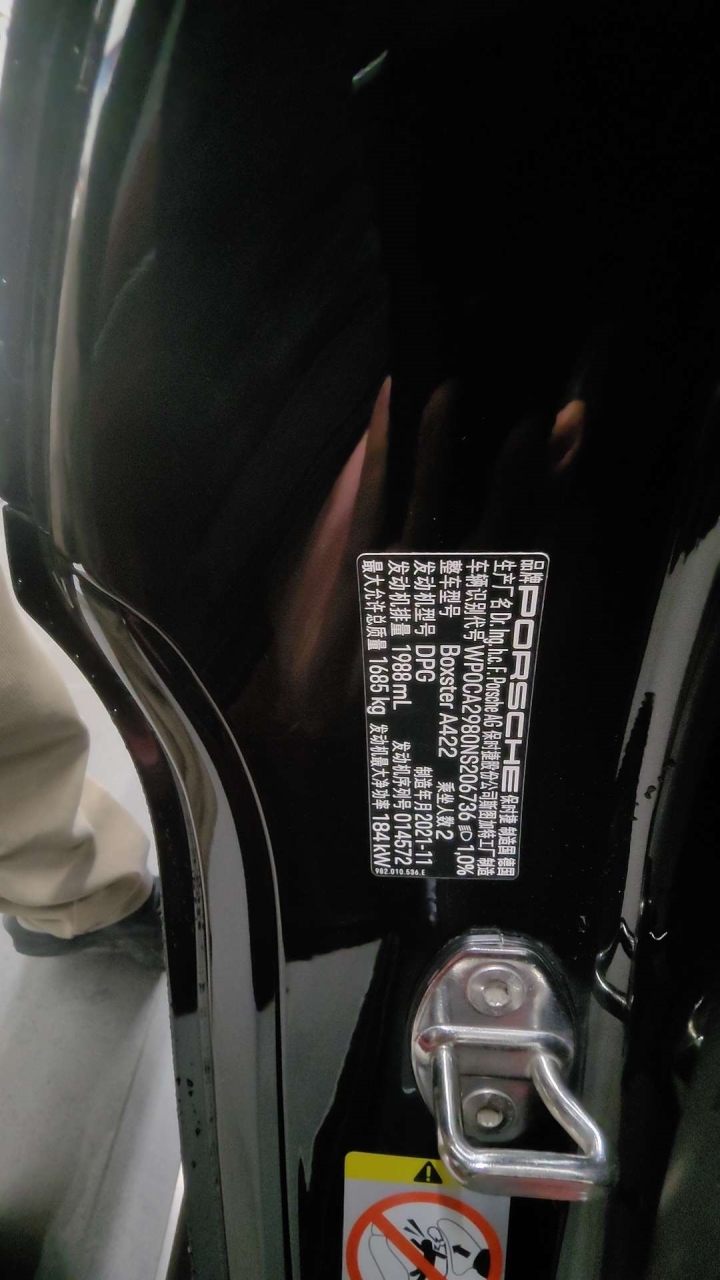 品牌 PORSCHE 保时捷 制造国 德国
生产厂名 Dr. Ing. h.c. F. Porsche AG 保时捷股份公司斯图加特工厂制造
车辆识别代号 WP0CA2980NS206736 1,0%
整车型号 Boxster A422 乘坐人数 2
发动机型号 DPG 制造年月 2021-11
发动机排量 1988 mL 发动机序列号 014572
最大允许总质量 1685 kg 发动机最大净功率 184kW
982.010.536.E